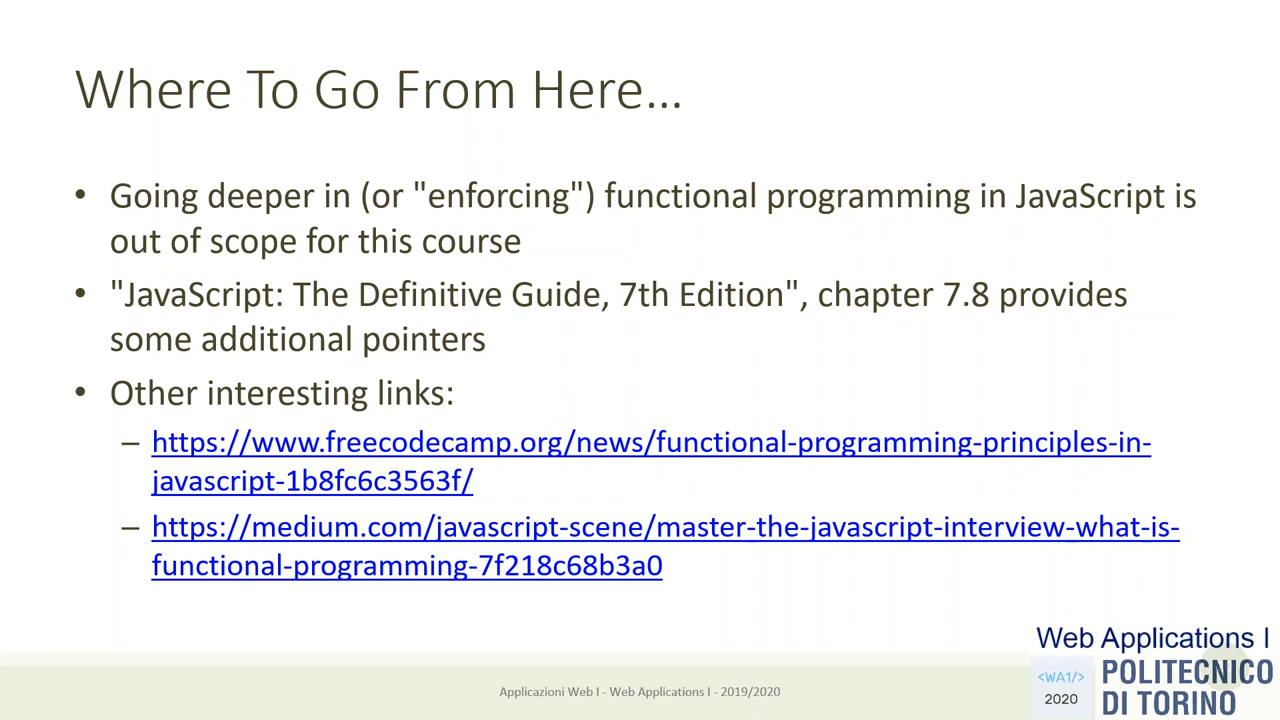 Where To Go From Here...
• Going deeper in (or "enforcing") functional programming in JavaScript is
out of scope for this course
• "JavaScript: The Definitive Guide, 7th Edition", chapter 7.8 provides
some additional pointers
• Other interesting links:
– https://www.freecodecamp.org/news/functional-programming-principles-in-
javascript-1b8fc6c3563f/
– https://medium.com/javascript-scene/master-the-javascript-interview-what-is-
functional-programming-7f218c68b3a0
Applicazioni Web I - Web Applications I - 2019/2020
Web Applications I
<WA1/>
2020
POLITECNICO
DI TORINO